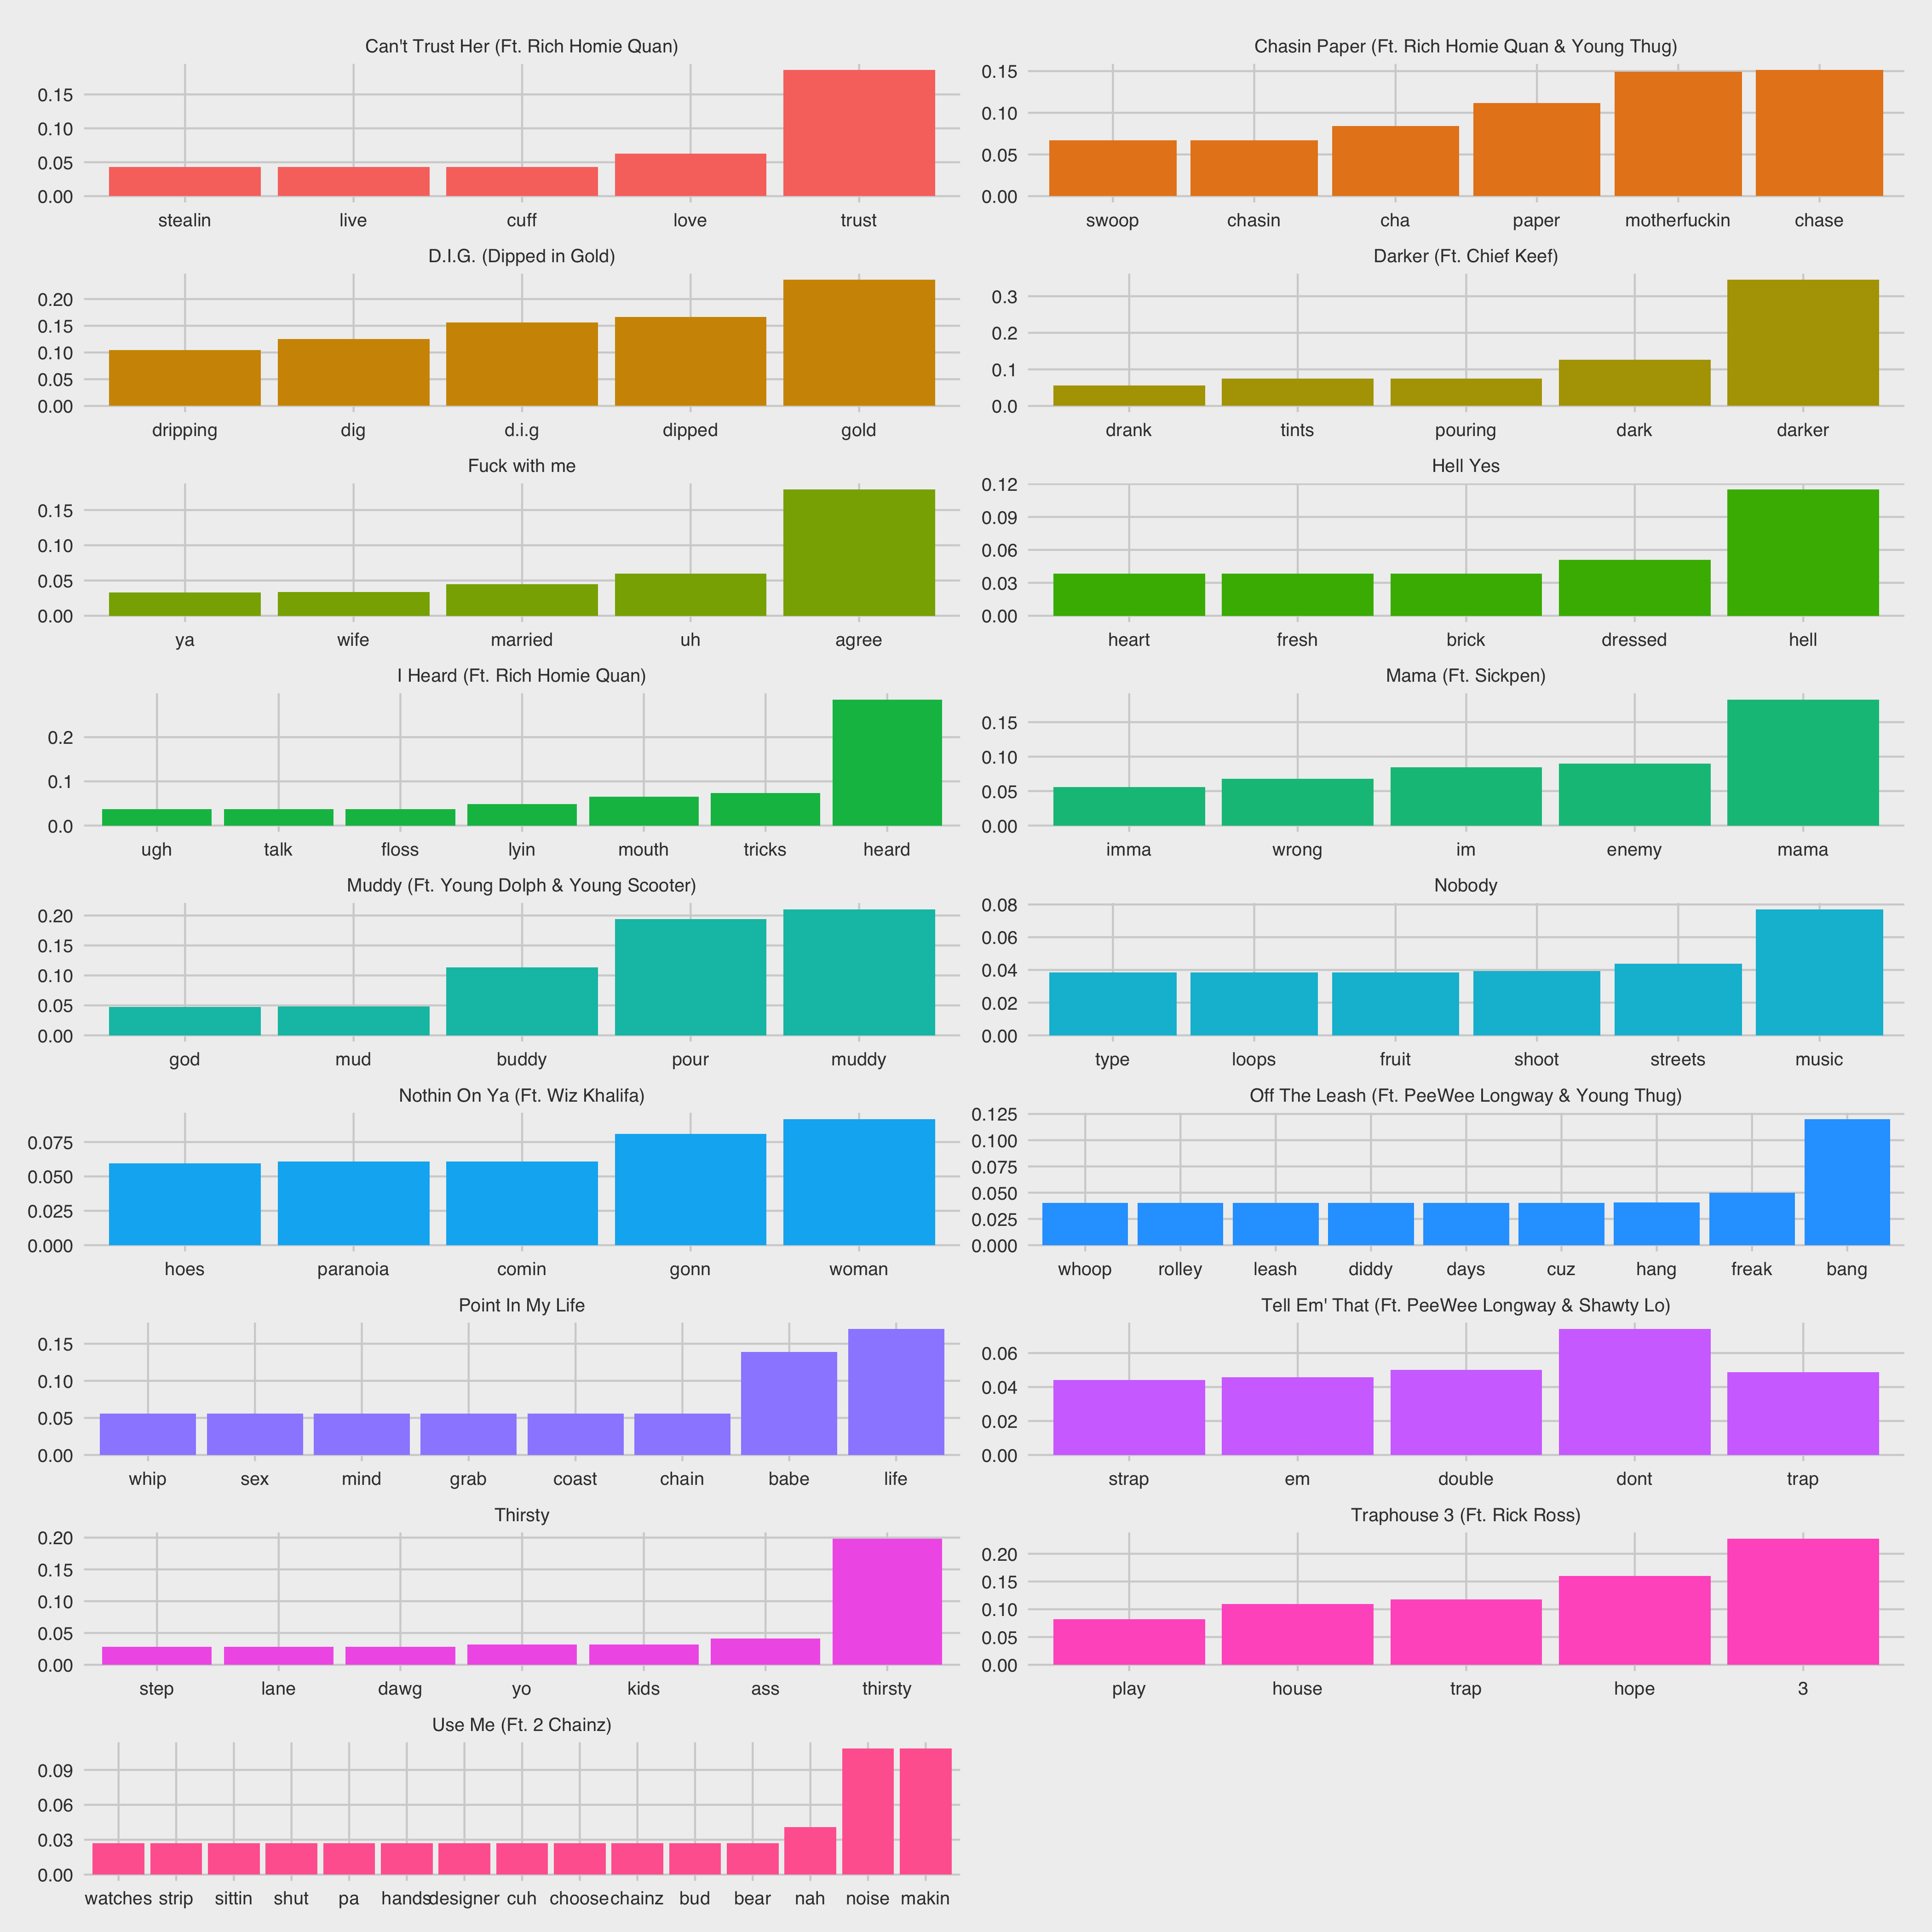 Can't Trust Her (Ft. Rich Homie Quan)
0.15
0.10
0.05
0.00
stealin live cuff love trust
Chasin Paper (Ft. Rich Homie Quan & Young Thug)
0.15
0.10
0.05
0.00
swoop chasin cha paper motherfuckin chase
D.I.G. (Dipped in Gold)
0.20
0.15
0.10
0.05
0.00
dripping dig d.i.g dipped gold
Darker (Ft. Chief Keef)
0.3
0.2
0.1
0.0
drank tints pouring dark darker
Fuck with me
0.15
0.10
0.05
0.00
ya wife married uh agree
Hell Yes
0.12
0.09
0.06
0.03
0.00
heart fresh brick dressed hell
I Heard (Ft. Rich Homie Quan)
0.2
0.1
0.0
ugh talk floss lyin mouth tricks heard
Mama (Ft. Sickpen)
0.15
0.10
0.05
0.00
imma wrong im enemy mama
Muddy (Ft. Young Dolph & Young Scooter)
0.20
0.15
0.10
0.05
0.00
god mud buddy pour muddy
Nobody
0.08
0.06
0.04
0.02
0.00
type loops fruit shoot streets music
Nothin On Ya (Ft. Wiz Khalifa)
0.075
0.050
0.025
0.000
hoes paranoia comin gonn woman
Off The Leash (Ft. PeeWee Longway & Young Thug)
0.125
0.100
0.075
0.050
0.025
0.000
whoop rolley leash diddy days cuz hang freak bang
Point In My Life
0.15
0.10
0.05
0.00
whip sex mind grab coast chain babe life
Tell Em' That (Ft. PeeWee Longway & Shawty Lo)
0.06
0.04
0.02
0.00
strap em double dont trap
Thirsty
0.20
0.15
0.10
0.05
0.00
step lane dawg yo kids ass thirsty
Traphouse 3 (Ft. Rick Ross)
0.20
0.15
0.10
0.05
0.00
play house trap hope 3
Use Me (Ft. 2 Chainz)
0.09
0.06
0.03
0.00
watches strip sittin shut pa hands designer cuh choose chainz bud bear nah noise makin